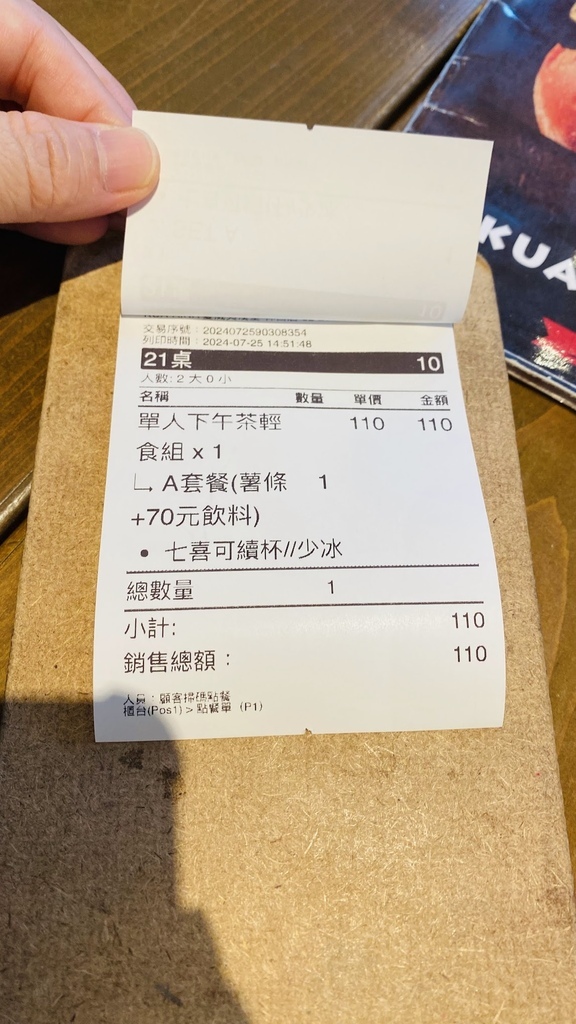 KUA
交易序號：2024072590308354
列印時間：2024-07-25 14:51:48
21桌 10
人數: 2 大 0 小
名稱 數量 單價 金額
單人下午茶輕 110 110
食組 x 1
∟ A套餐(薯條 1
+70元飲料)
• 七喜可續杯//少冰
總數量 1
小計: 110
銷售總額： 110
人員：顧客掃碼點餐
櫃台(Pos1) > 點餐單 (P1)